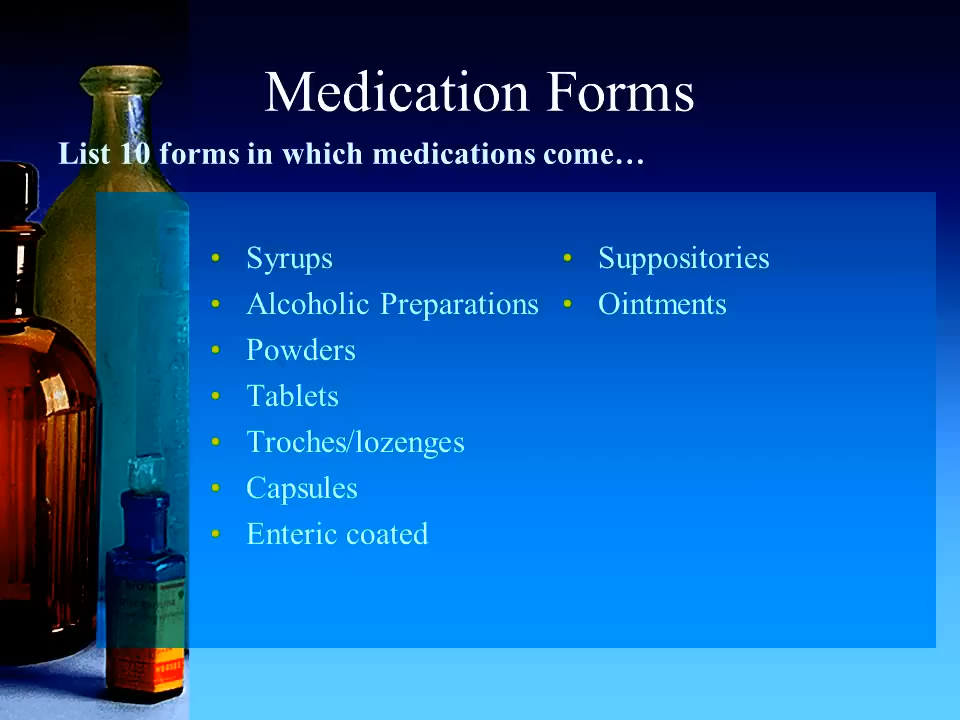 Medication Forms
List 10 forms in which medications come…
• Syrups
• Alcoholic Preparations
• Powders
• Tablets
• Troches/lozenges
• Capsules
• Enteric coated
• Suppositories
• Ointments